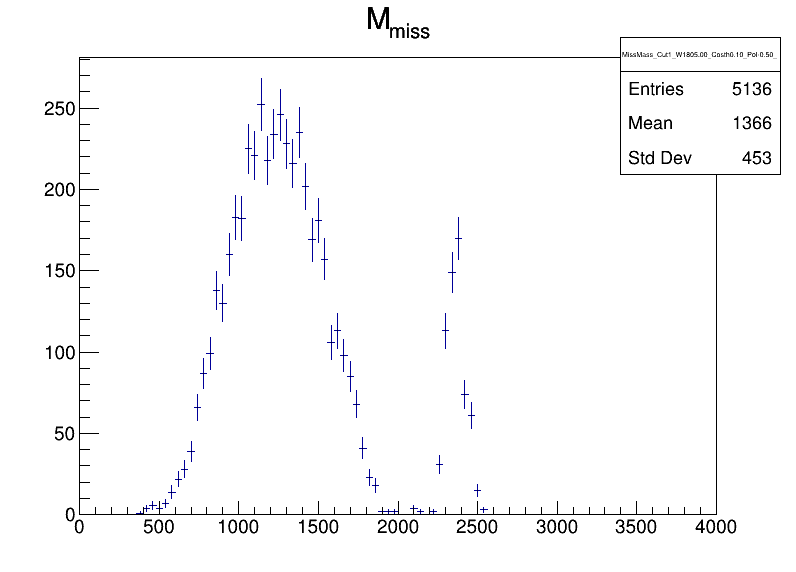 M_miss
MissMass_Cut1_W1805.00_Costh0.10_Pol-0.50_
Entries 5136
Mean 1366
Std Dev 453
250
200
150
100
50
0
0 500 1000 1500 2000 2500 3000 3500 4000